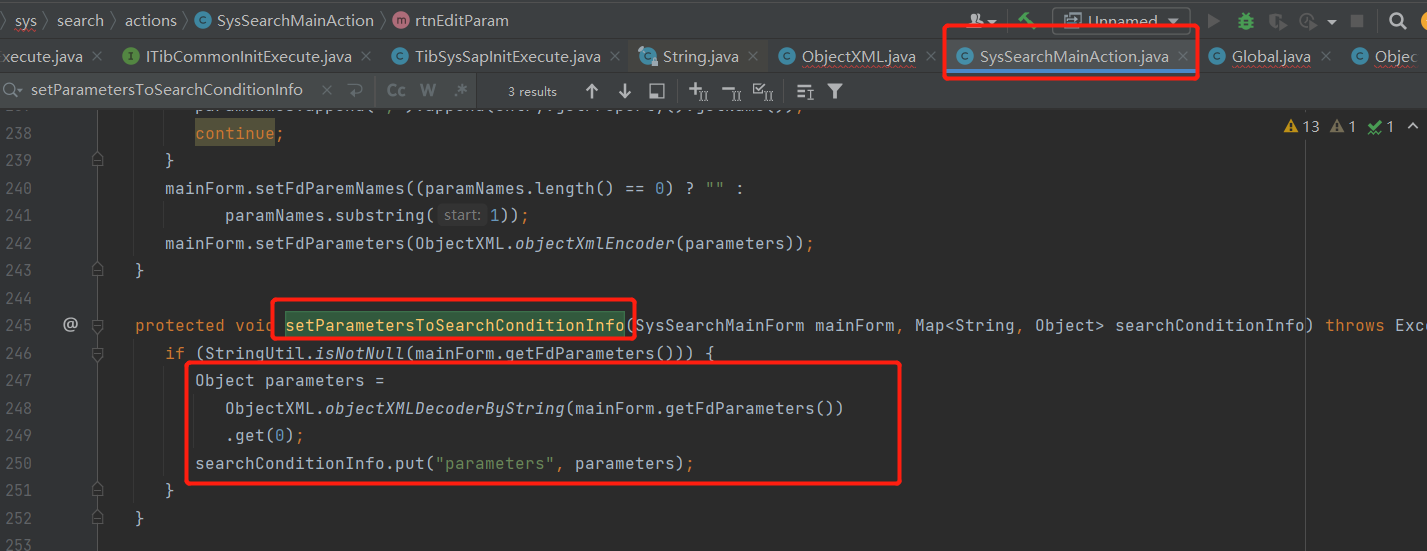 sys search actions SysSearchMainAction rtnEditParam Unnamed
Execute.java ITibCommonInitExecute.java TibSysSapInitExecute.java String.java ObjectXML.java SysSearchMainAction.java Global.java Objec
setParametersToSearchConditionInfo Cc W .* 3 results
238 continue; 13 1 1
239 }
240 mainForm.setFdParemNames((paramNames.length() == 0) ? "" :
241 paramNames.substring( start: 1));
242 mainForm.setFdParameters(ObjectXML.objectXmlEncoder(parameters));
243 }
244
245 @ protected void setParametersToSearchConditionInfo(SysSearchMainForm mainForm, Map<String, Object> searchConditionInfo) throws Exce
246 if (StringUtil.isNotNull(mainForm.getFdParameters())) {
247 Object parameters =
248 ObjectXML.objectXMLDecoderByString(mainForm.getFdParameters())
249 .get(0);
250 searchConditionInfo.put("parameters", parameters);
251 }
252 }
253